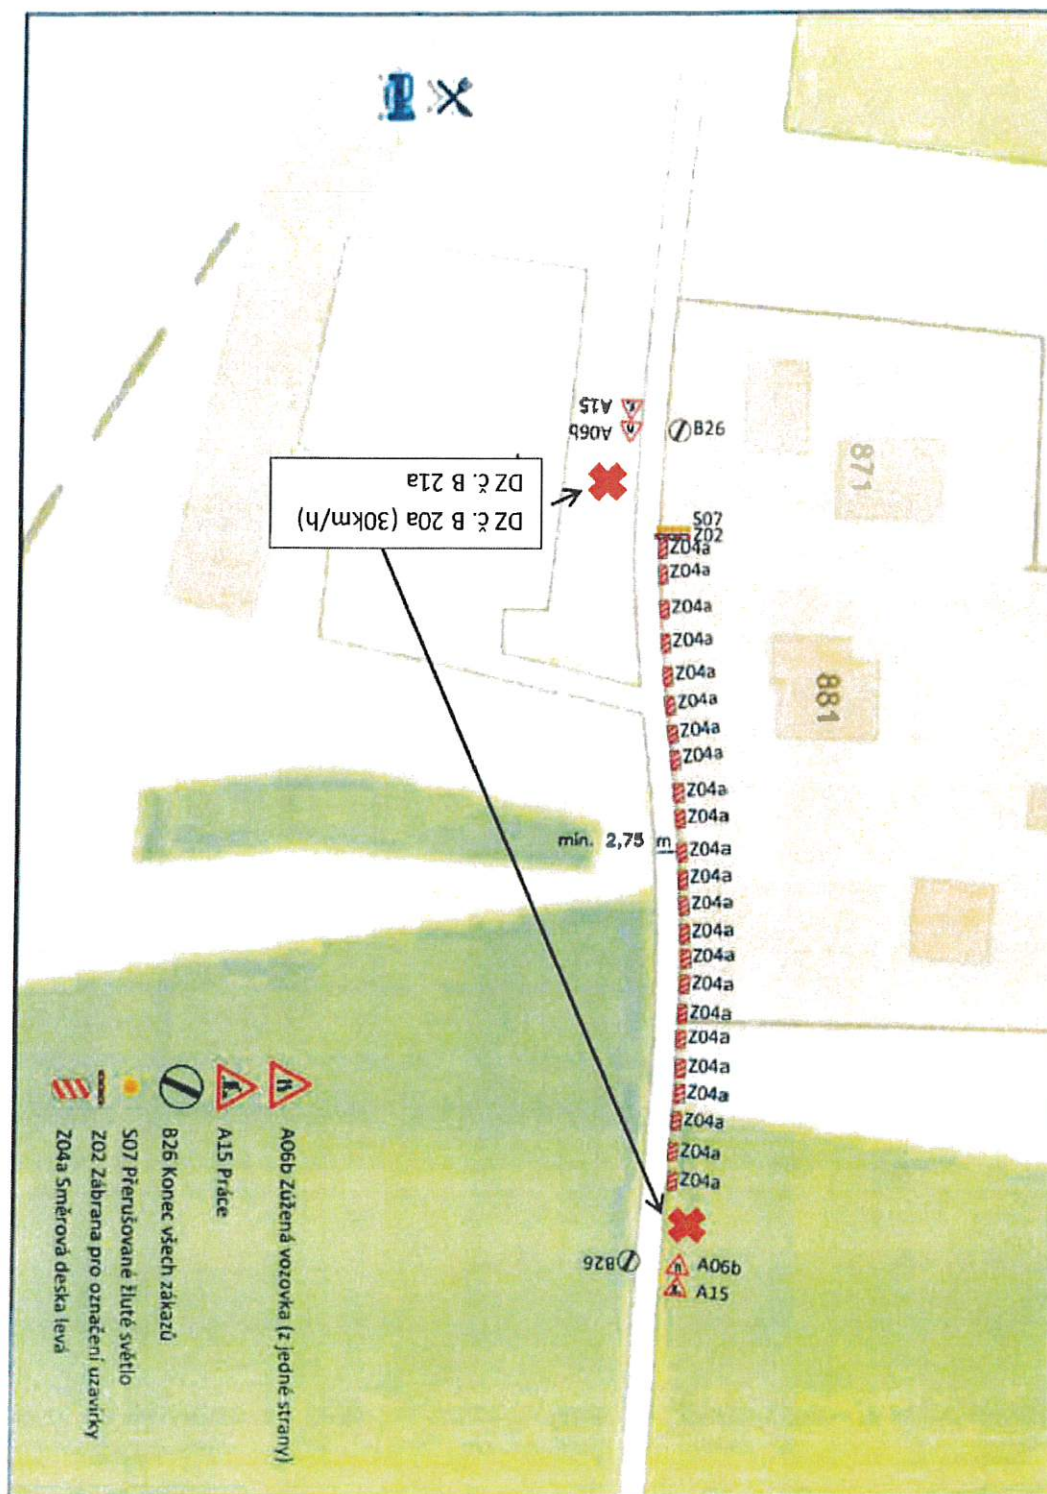 A15
A06b
B26
DZ č. B 20a (30km/h)
DZ č. B 21a
871
S07
Z02
Z04a
Z04a
Z04a
Z04a
Z04a
Z04a
881
Z04a
Z04a
Z04a
Z04a
min. 2,75 m
Z04a
Z04a
Z04a
Z04a
Z04a
Z04a
Z04a
Z04a
Z04a
Z04a
Z04a
Z04a
Z04a
B26
A06b
A15
A06b Zúžená vozovka (z jedné strany)
A15 Práce
B26 Konec všech zákazů
S07 Přerušované žluté světlo
Z02 Zábrana pro označení uzavírky
Z04a Směrová deska levá